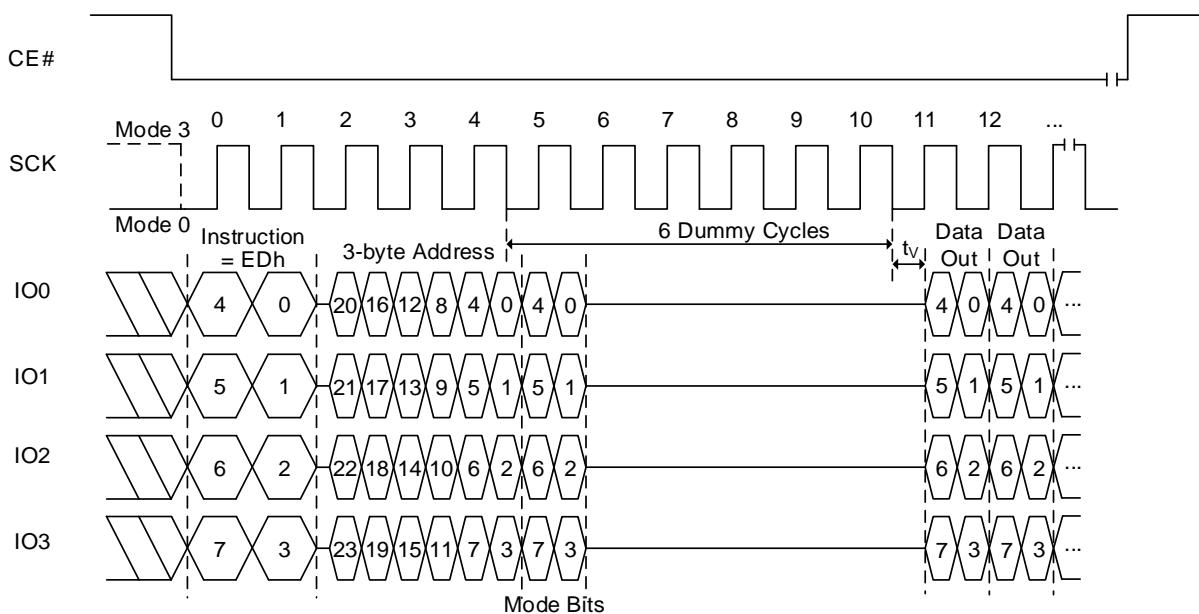 CE#
0 1 2 3 4 5 6 7 8 9 10 11 12 ...
Mode 3
SCK
Mode 0
Instruction
= EDh
3-byte Address
6 Dummy Cycles
tV
Data
Out
Data
Out
IO0 4 0 20 16 12 8 4 0 4 0 4 0 4 0 ...
IO1 5 1 21 17 13 9 5 1 5 1 5 1 5 1 ...
IO2 6 2 22 18 14 10 6 2 6 2 6 2 6 2 ...
IO3 7 3 23 19 15 11 7 3 7 3 7 3 7 3 ...
Mode Bits